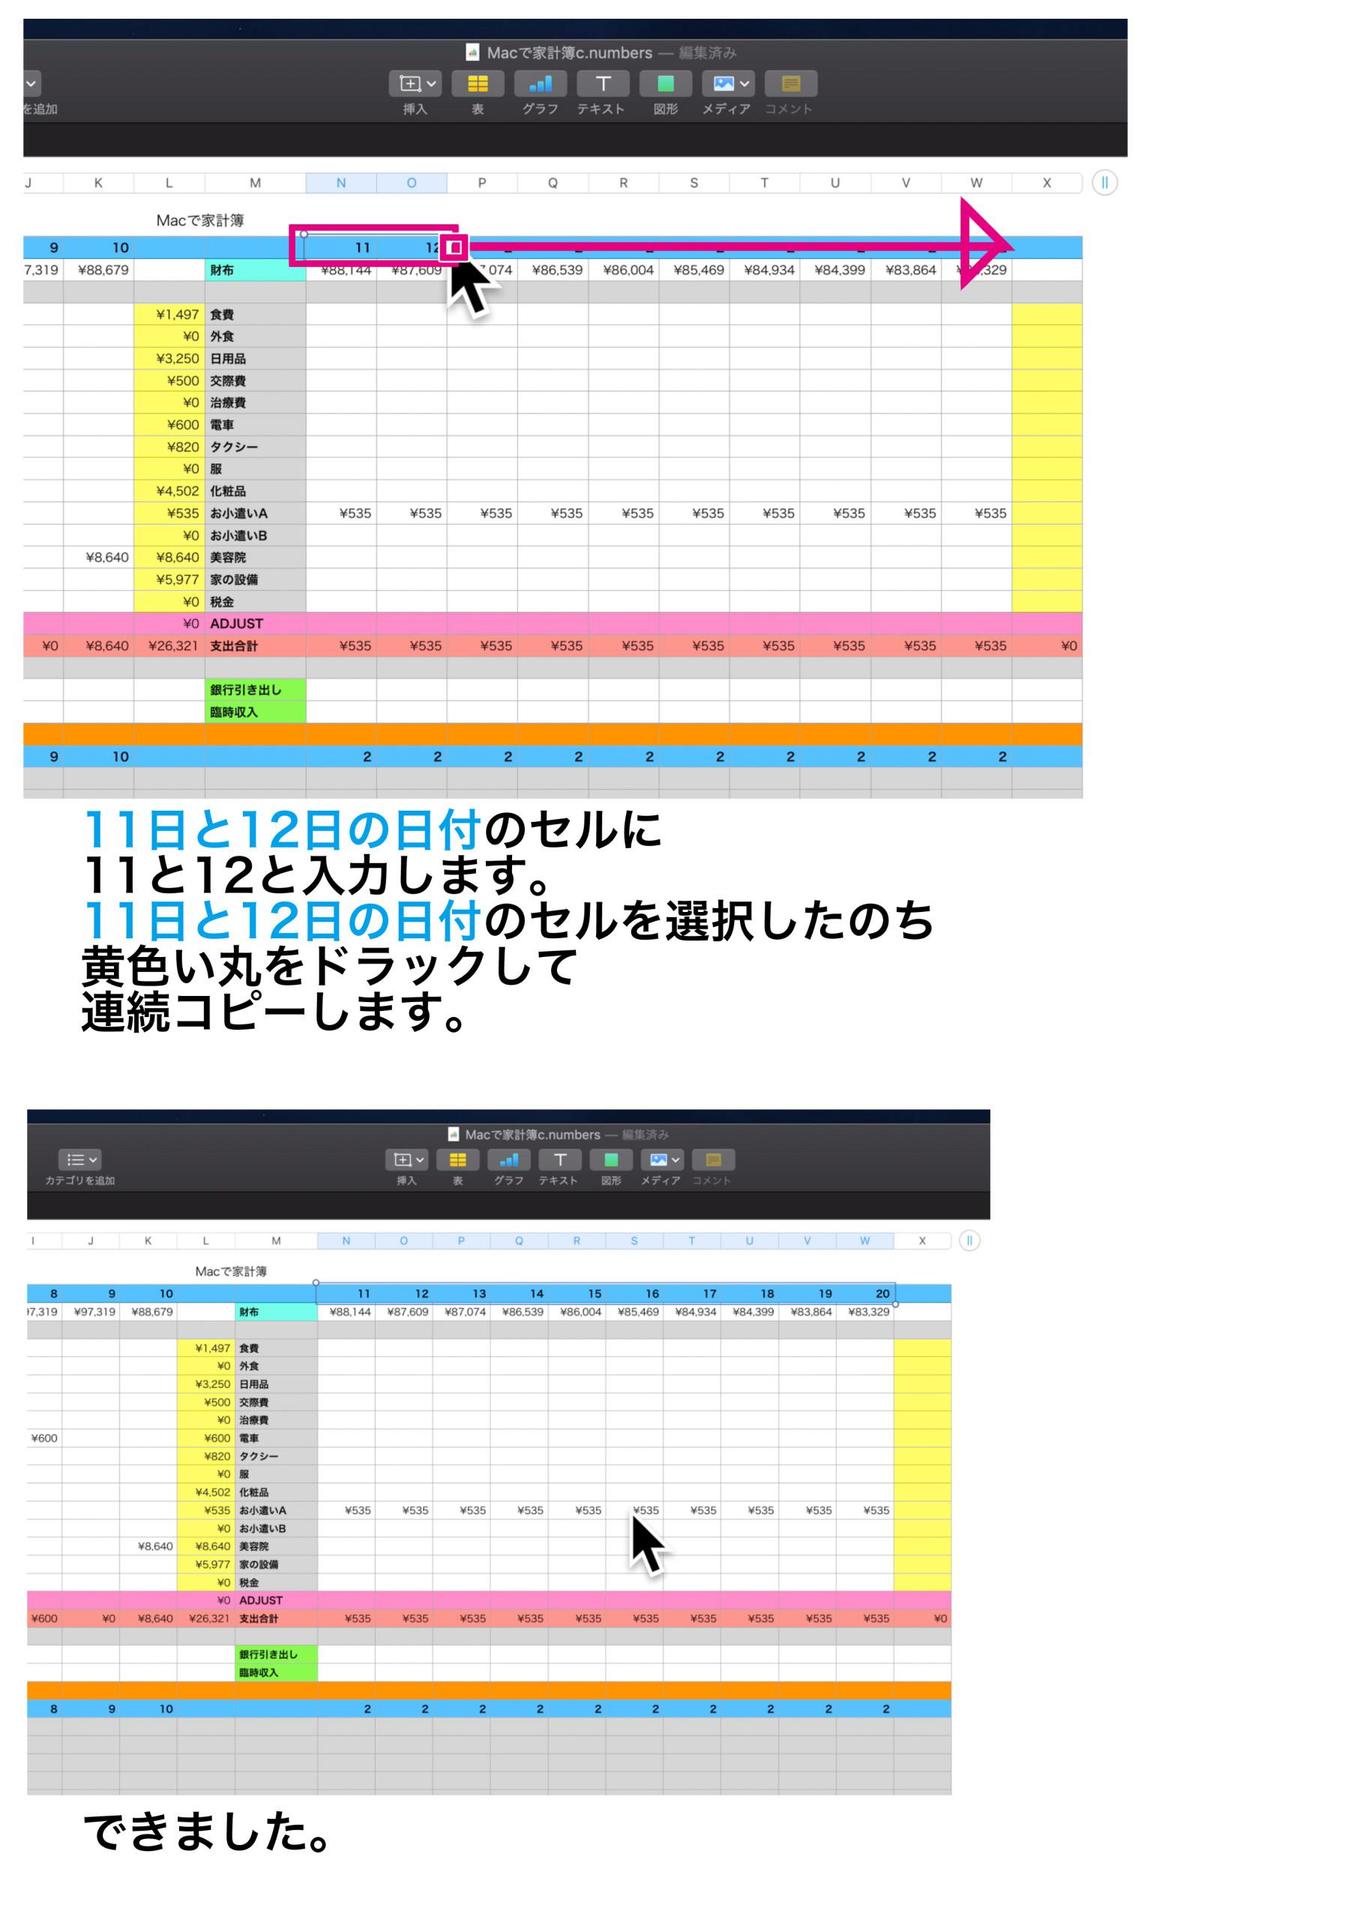 Macで家計簿c.numbers — 編集済み
を追加 挿入 表 グラフ テキスト 図形 メディア コメント
J K L M N O P Q R S T U V W X
Macで家計簿
9 10 11 12
7,319 ¥88,679 財布 ¥88,144 ¥87,609 074 ¥86,539 ¥86,004 ¥85,469 ¥84,934 ¥84,399 ¥83,864 329
¥1,497 食費
¥0 外食
¥3,250 日用品
¥500 交際費
¥0 治療費
¥600 電車
¥820 タクシー
¥0 服
¥4,502 化粧品
¥535 お小遣いA ¥535 ¥535 ¥535 ¥535 ¥535 ¥535 ¥535 ¥535 ¥535 ¥535
¥0 お小遣いB
¥8,640 ¥8,640 美容院
¥5,977 家の設備
¥0 税金
¥0 ADJUST
¥0 ¥8,640 ¥26,321 支出合計 ¥535 ¥535 ¥535 ¥535 ¥535 ¥535 ¥535 ¥535 ¥535 ¥535 ¥0
銀行引き出し
臨時収入
9 10 2 2 2 2 2 2 2 2 2 2
11日と12日の日付のセルに
11と12と入力します。
11日と12日の日付のセルを選択したのち
黄色い丸をドラックして
連続コピーします。
Macで家計簿c.numbers — 編集済み
カテゴリを追加 挿入 表 グラフ テキスト 図形 メディア コメント
I J K L M N O P Q R S T U V W X
Macで家計簿
8 9 10 11 12 13 14 15 16 17 18 19 20
7,319 ¥97,319 ¥88,679 財布 ¥88,144 ¥87,609 ¥87,074 ¥86,539 ¥86,004 ¥85,469 ¥84,934 ¥84,399 ¥83,864 ¥83,329
¥1,497 食費
¥0 外食
¥3,250 日用品
¥500 交際費
¥0 治療費
¥600 ¥600 電車
¥820 タクシー
¥0 服
¥4,502 化粧品
¥535 お小遣いA ¥535 ¥535 ¥535 ¥535 ¥535 ¥535 ¥535 ¥535 ¥535 ¥535
¥0 お小遣いB
¥8,640 ¥8,640 美容院
¥5,977 家の設備
¥0 税金
¥0 ADJUST
¥600 ¥0 ¥8,640 ¥26,321 支出合計 ¥535 ¥535 ¥535 ¥535 ¥535 ¥535 ¥535 ¥535 ¥535 ¥535 ¥0
銀行引き出し
臨時収入
8 9 10 2 2 2 2 2 2 2 2 2 2
できました。